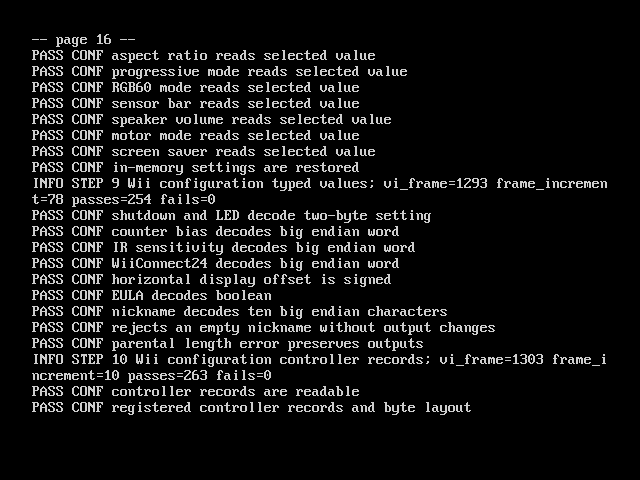 -- page 16 --
PASS CONF aspect ratio reads selected value
PASS CONF progressive mode reads selected value
PASS CONF RGB60 mode reads selected value
PASS CONF sensor bar reads selected value
PASS CONF speaker volume reads selected value
PASS CONF motor mode reads selected value
PASS CONF screen saver reads selected value
PASS CONF in-memory settings are restored
INFO STEP 9 Wii configuration typed values; vi_frame=1293 frame_incremen
t=78 passes=254 fails=0
PASS CONF shutdown and LED decode two-byte setting
PASS CONF counter bias decodes big endian word
PASS CONF IR sensitivity decodes big endian word
PASS CONF WiiConnect24 decodes big endian word
PASS CONF horizontal display offset is signed
PASS CONF EULA decodes boolean
PASS CONF nickname decodes ten big endian characters
PASS CONF rejects an empty nickname without output changes
PASS CONF parental length error preserves outputs
INFO STEP 10 Wii configuration controller records; vi_frame=1303 frame_i
ncrement=10 passes=263 fails=0
PASS CONF controller records are readable
PASS CONF registered controller records and byte layout